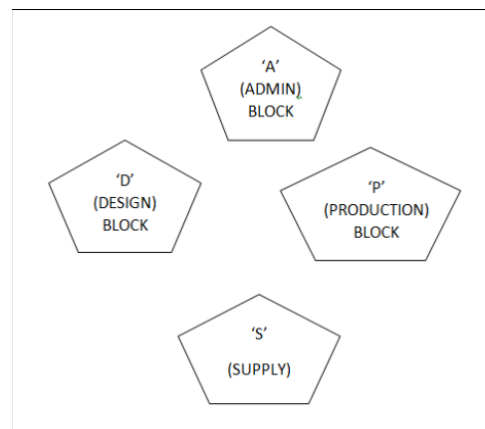 ‘A’
(ADMIN)
BLOCK
‘D’
(DESIGN)
BLOCK
‘P’
(PRODUCTION)
BLOCK
‘S’
(SUPPLY)